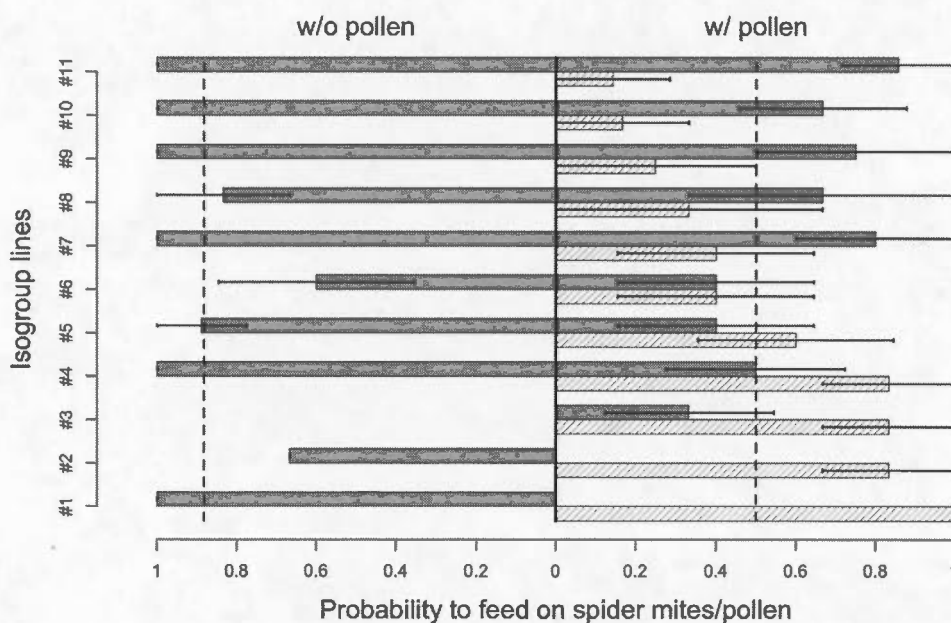 w/o pollen w/ pollen
Isogroup lines
#11
#10
#9
#8
#7
#6
#5
#4
#3
#2
#1
1 0.8 0.6 0.4 0.2 0 0.2 0.4 0.6 0.8
Probability to feed on spider mites/pollen